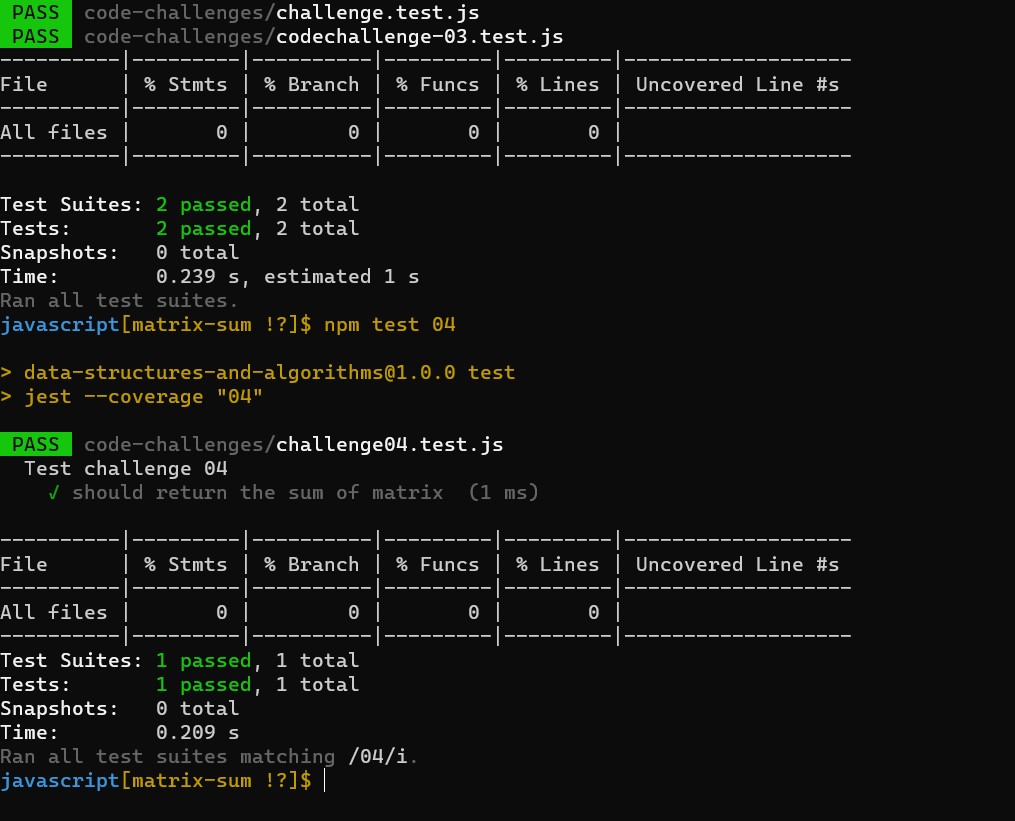 PASS code-challenges/challenge.test.js
PASS code-challenges/codechallenge-03.test.js
----------|---------|----------|---------|---------|-------------------
File      | % Stmts | % Branch | % Funcs | % Lines | Uncovered Line #s
----------|---------|----------|---------|---------|-------------------
All files |       0 |        0 |       0 |       0 |
----------|---------|----------|---------|---------|-------------------
Test Suites: 2 passed, 2 total
Tests:       2 passed, 2 total
Snapshots:   0 total
Time:        0.239 s, estimated 1 s
Ran all test suites.
javascript[matrix-sum !?]$ npm test 04
> data-structures-and-algorithms@1.0.0 test
> jest --coverage "04"
PASS code-challenges/challenge04.test.js
  Test challenge 04
    √ should return the sum of matrix  (1 ms)
----------|---------|----------|---------|---------|-------------------
File      | % Stmts | % Branch | % Funcs | % Lines | Uncovered Line #s
----------|---------|----------|---------|---------|-------------------
All files |       0 |        0 |       0 |       0 |
----------|---------|----------|---------|---------|-------------------
Test Suites: 1 passed, 1 total
Tests:       1 passed, 1 total
Snapshots:   0 total
Time:        0.209 s
Ran all test suites matching /04/i.
javascript[matrix-sum !?]$